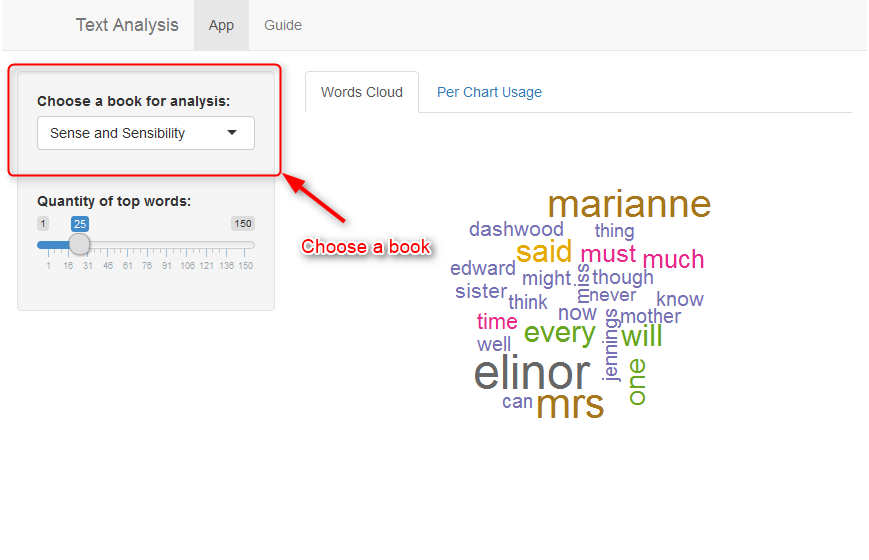 Text Analysis App Guide
Choose a book for analysis:
Sense and Sensibility
Quantity of top words:
1 25 150
1 16 31 46 61 76 91 106 121 136 150
Choose a book
Words Cloud Per Chart Usage
marianne
dashwood thing
said must much
edward might miss though
sister think never know
time now mother
every will
well jennings
elinor one
can mrs